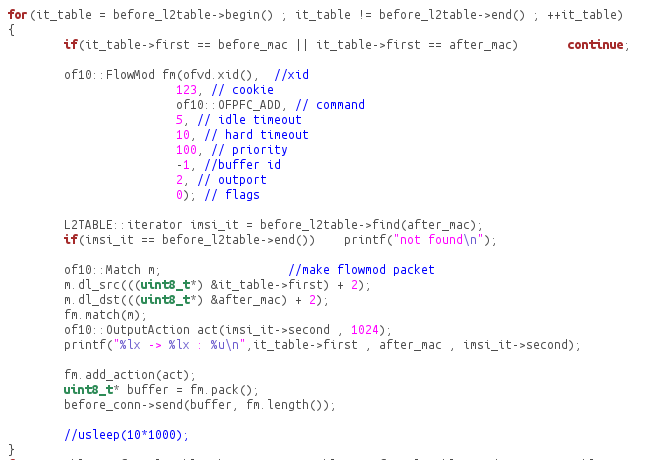 for(it_table = before_l2table->begin() ; it_table != before_l2table->end() ; ++it_table)
{
if(it_table->first == before_mac || it_table->first == after_mac) continue;
of10::FlowMod fm(ofvd.xid(), //xid
123, // cookie
of10::OFPFC_ADD, // command
5, // idle timeout
10, // hard timeout
100, // priority
-1, //buffer id
2, // outport
0); // flags
L2TABLE::iterator imsi_it = before_l2table->find(after_mac);
if(imsi_it == before_l2table->end()) printf("not found\n");
of10::Match m; //make flowmod packet
m.dl_src(((uint8_t*) &it_table->first) + 2);
m.dl_dst(((uint8_t*) &after_mac) + 2);
fm.match(m);
of10::OutputAction act(imsi_it->second , 1024);
printf("%lx -> %lx : %u\n",it_table->first , after_mac , imsi_it->second);
fm.add_action(act);
uint8_t* buffer = fm.pack();
before_conn->send(buffer, fm.length());
//usleep(10*1000);
}